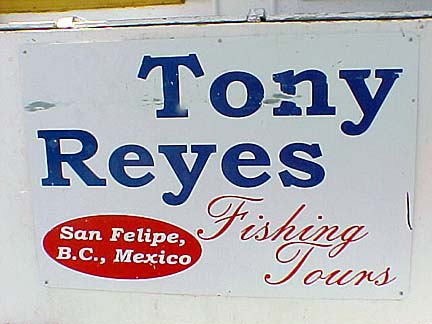 Tony
Reyes
Fishing
Tours
San Felipe,
B.C., Mexico